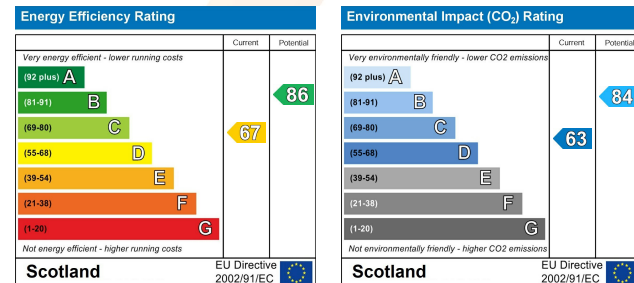 Energy Efficiency Rating
Current Potential
Very energy efficient - lower running costs
(92 plus) A
(81-91) B
86
(69-80) C
67
(55-68) D
(39-54) E
(21-38) F
(1-20) G
Not energy efficient - higher running costs
Scotland
EU Directive
2002/91/EC
Environmental Impact (CO2) Rating
Current Potential
Very environmentally friendly - lower CO2 emissions
(92 plus) A
(81-91) B
84
(69-80) C
63
(55-68) D
(39-54) E
(21-38) F
(1-20) G
Not environmentally friendly - higher CO2 emissions
Scotland
EU Directive
2002/91/EC